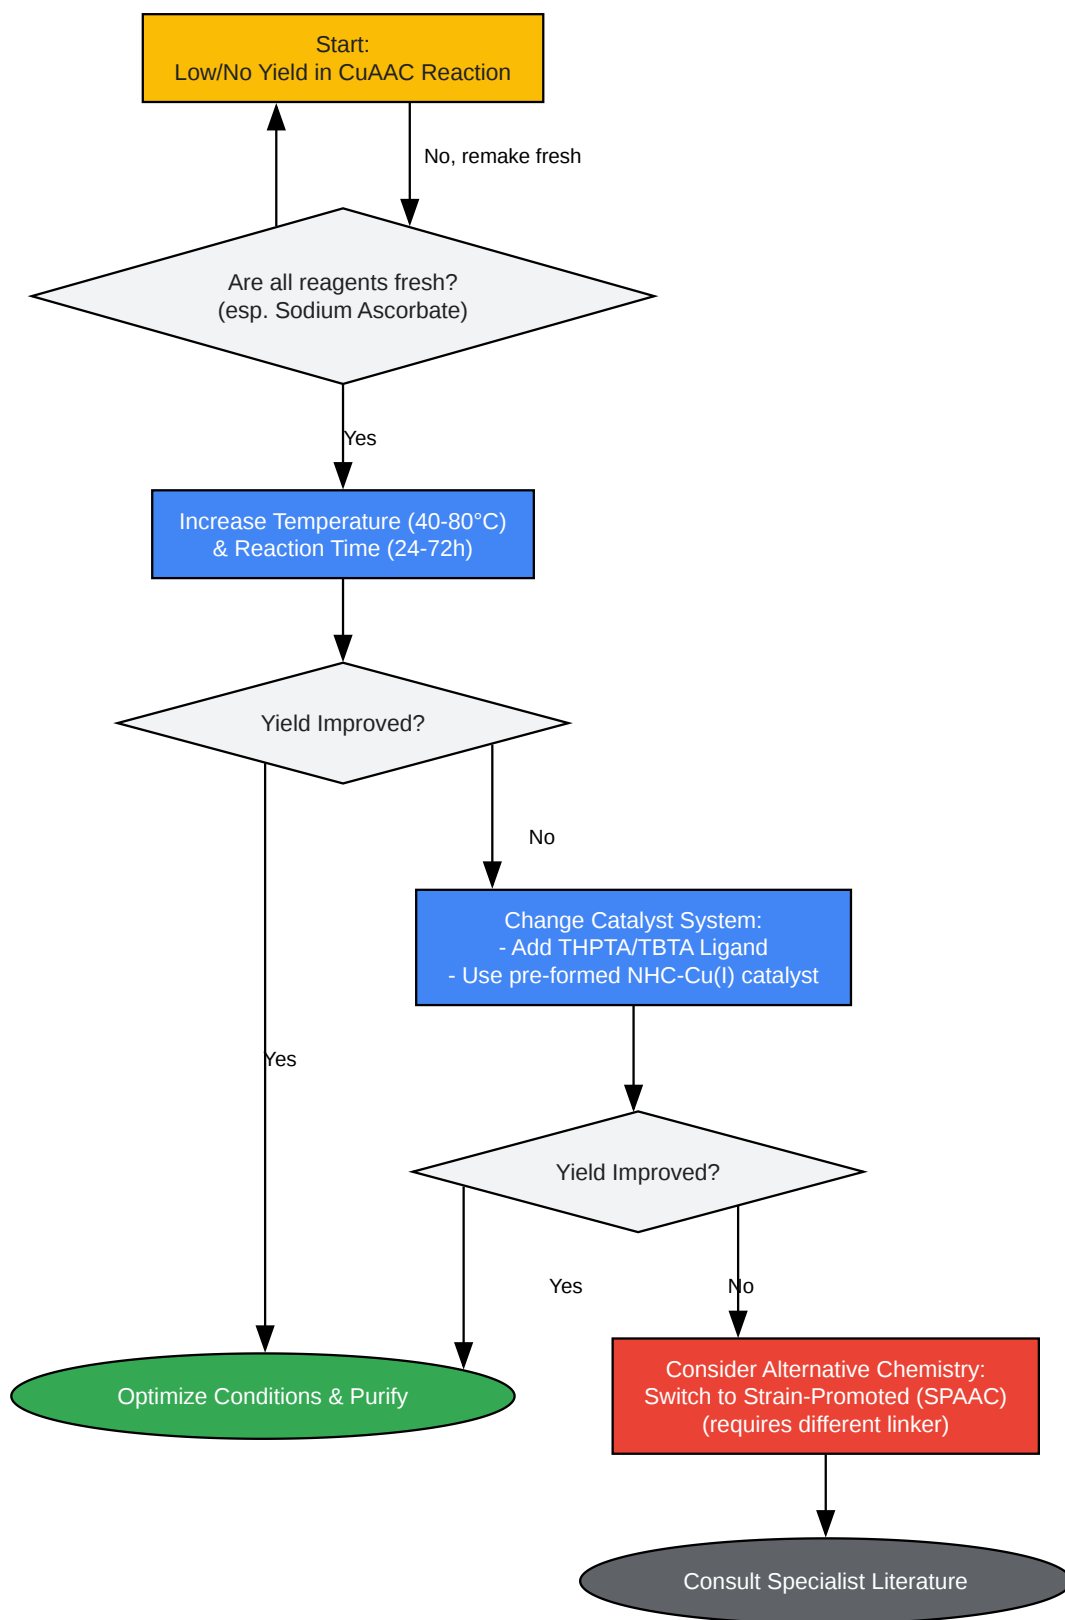 Start:
Low/No Yield in CuAAC Reaction
No, remake fresh
Are all reagents fresh?
(esp. Sodium Ascorbate)
Yes
Increase Temperature (40-80°C)
& Reaction Time (24-72h)
Yield Improved?
No
Change Catalyst System:
- Add THPTA/TBTA Ligand
- Use pre-formed NHC-Cu(I) catalyst
Yes
Yield Improved?
Yes
No
Consider Alternative Chemistry:
Switch to Strain-Promoted (SPAAC)
(requires different linker)
Optimize Conditions & Purify
Consult Specialist Literature